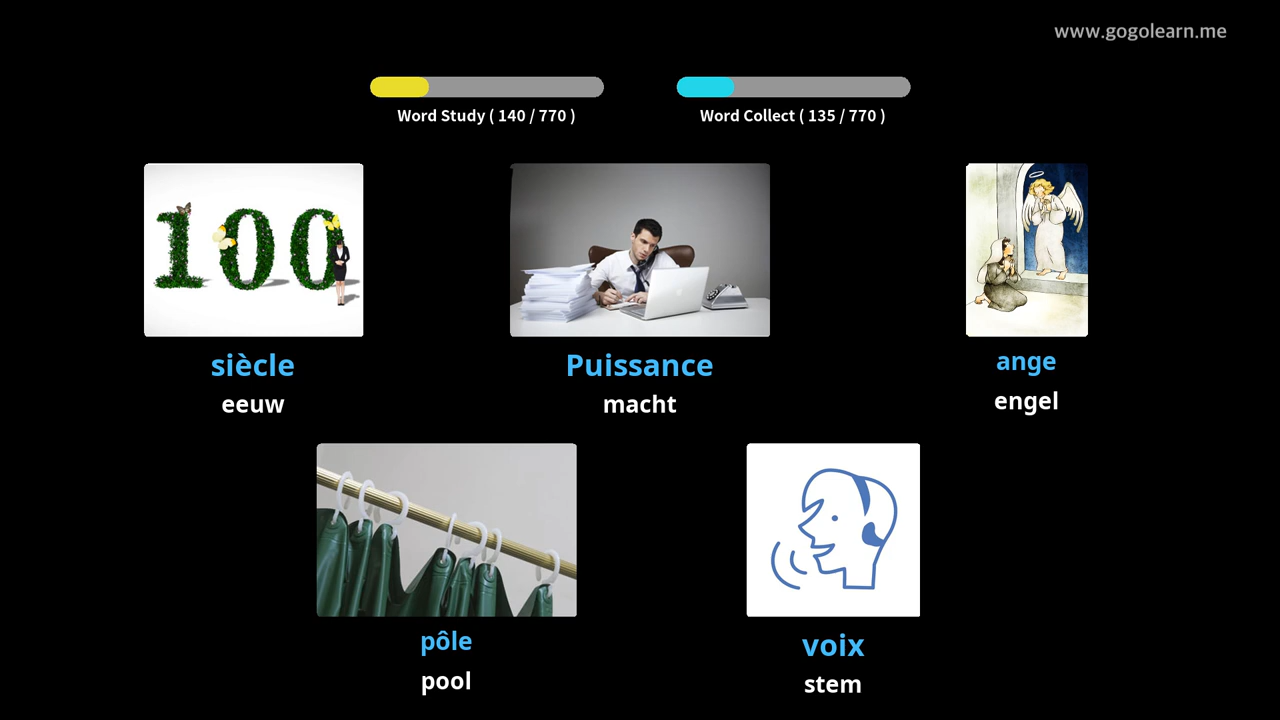 www.gogolearn.me
Word Study ( 140 / 770 )
Word Collect ( 135 / 770 )
100
siècle
eeuw
Puissance
macht
ange
engel
pôle
pool
voix
stem